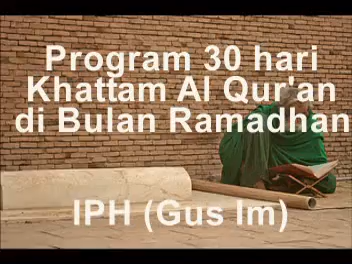 Program 30 hari
Khattam Al Qur'an
di Bulan Ramadhan
IPH (Gus Im)